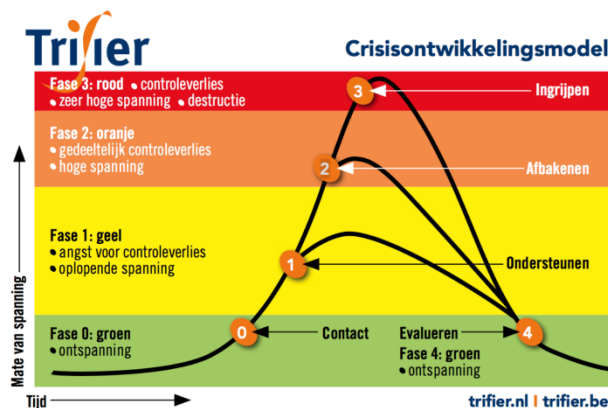 Trifier
Crisisontwikkelingsmodel
Fase 3: rood • controleverlies
• zeer hoge spanning • destructie
3
Ingrijpen
Fase 2: oranje
• gedeeltelijk controleverlies
• hoge spanning
2
Afbakenen
Fase 1: geel
• angst voor controleverlies
• oplopende spanning
1
Ondersteunen
Fase 0: groen
• ontspanning
0
Contact
Evalueren
4
Fase 4: groen
• ontspanning
Mate van spanning
Tijd
trifier.nl | trifier.be